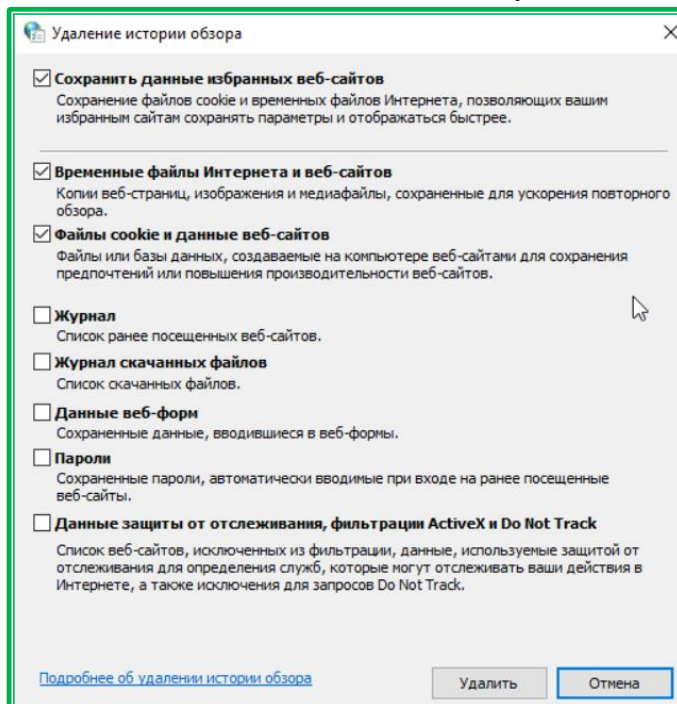 Удаление истории обзора
Сохранить данные избранных веб-сайтов
Сохранение файлов cookie и временных файлов Интернета, позволяющих вашим
избранным сайтам сохранять параметры и отображаться быстрее.
Временные файлы Интернета и веб-сайтов
Копии веб-страниц, изображения и медиафайлы, сохраненные для ускорения повторного
обзора.
Файлы cookie и данные веб-сайтов
Файлы или базы данных, создаваемые на компьютере веб-сайтами для сохранения
предпочтений или повышения производительности веб-сайтов.
Журнал
Список ранее посещенных веб-сайтов.
Журнал скачанных файлов
Список скачанных файлов.
Данные веб-форм
Сохраненные данные, вводившиеся в веб-формы.
Пароли
Сохраненные пароли, автоматически вводимые при входе на ранее посещенные
веб-сайты.
Данные защиты от отслеживания, фильтрации ActiveX и Do Not Track
Список веб-сайтов, исключенных из фильтрации, данные, используемые защитой от
отслеживания для определения служб, которые могут отслеживать ваши действия в
Интернете, а также исключения для запросов Do Not Track.
Подробнее об удалении истории обзора
Удалить
Отмена